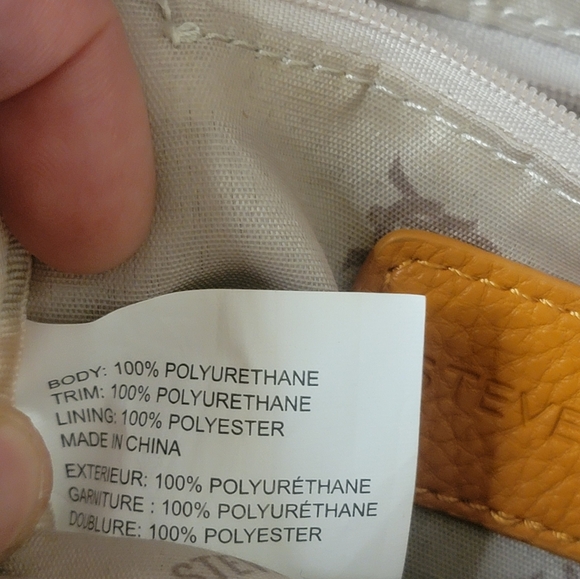 BODY: 100% POLYURETHANE
TRIM: 100% POLYURETHANE
LINING: 100% POLYESTER
MADE IN CHINA
EXTERIEUR: 100% POLYURÉTHANE
GARNITURE : 100% POLYURÉTHANE
DOUBLURE: 100% POLYESTER
STEVE